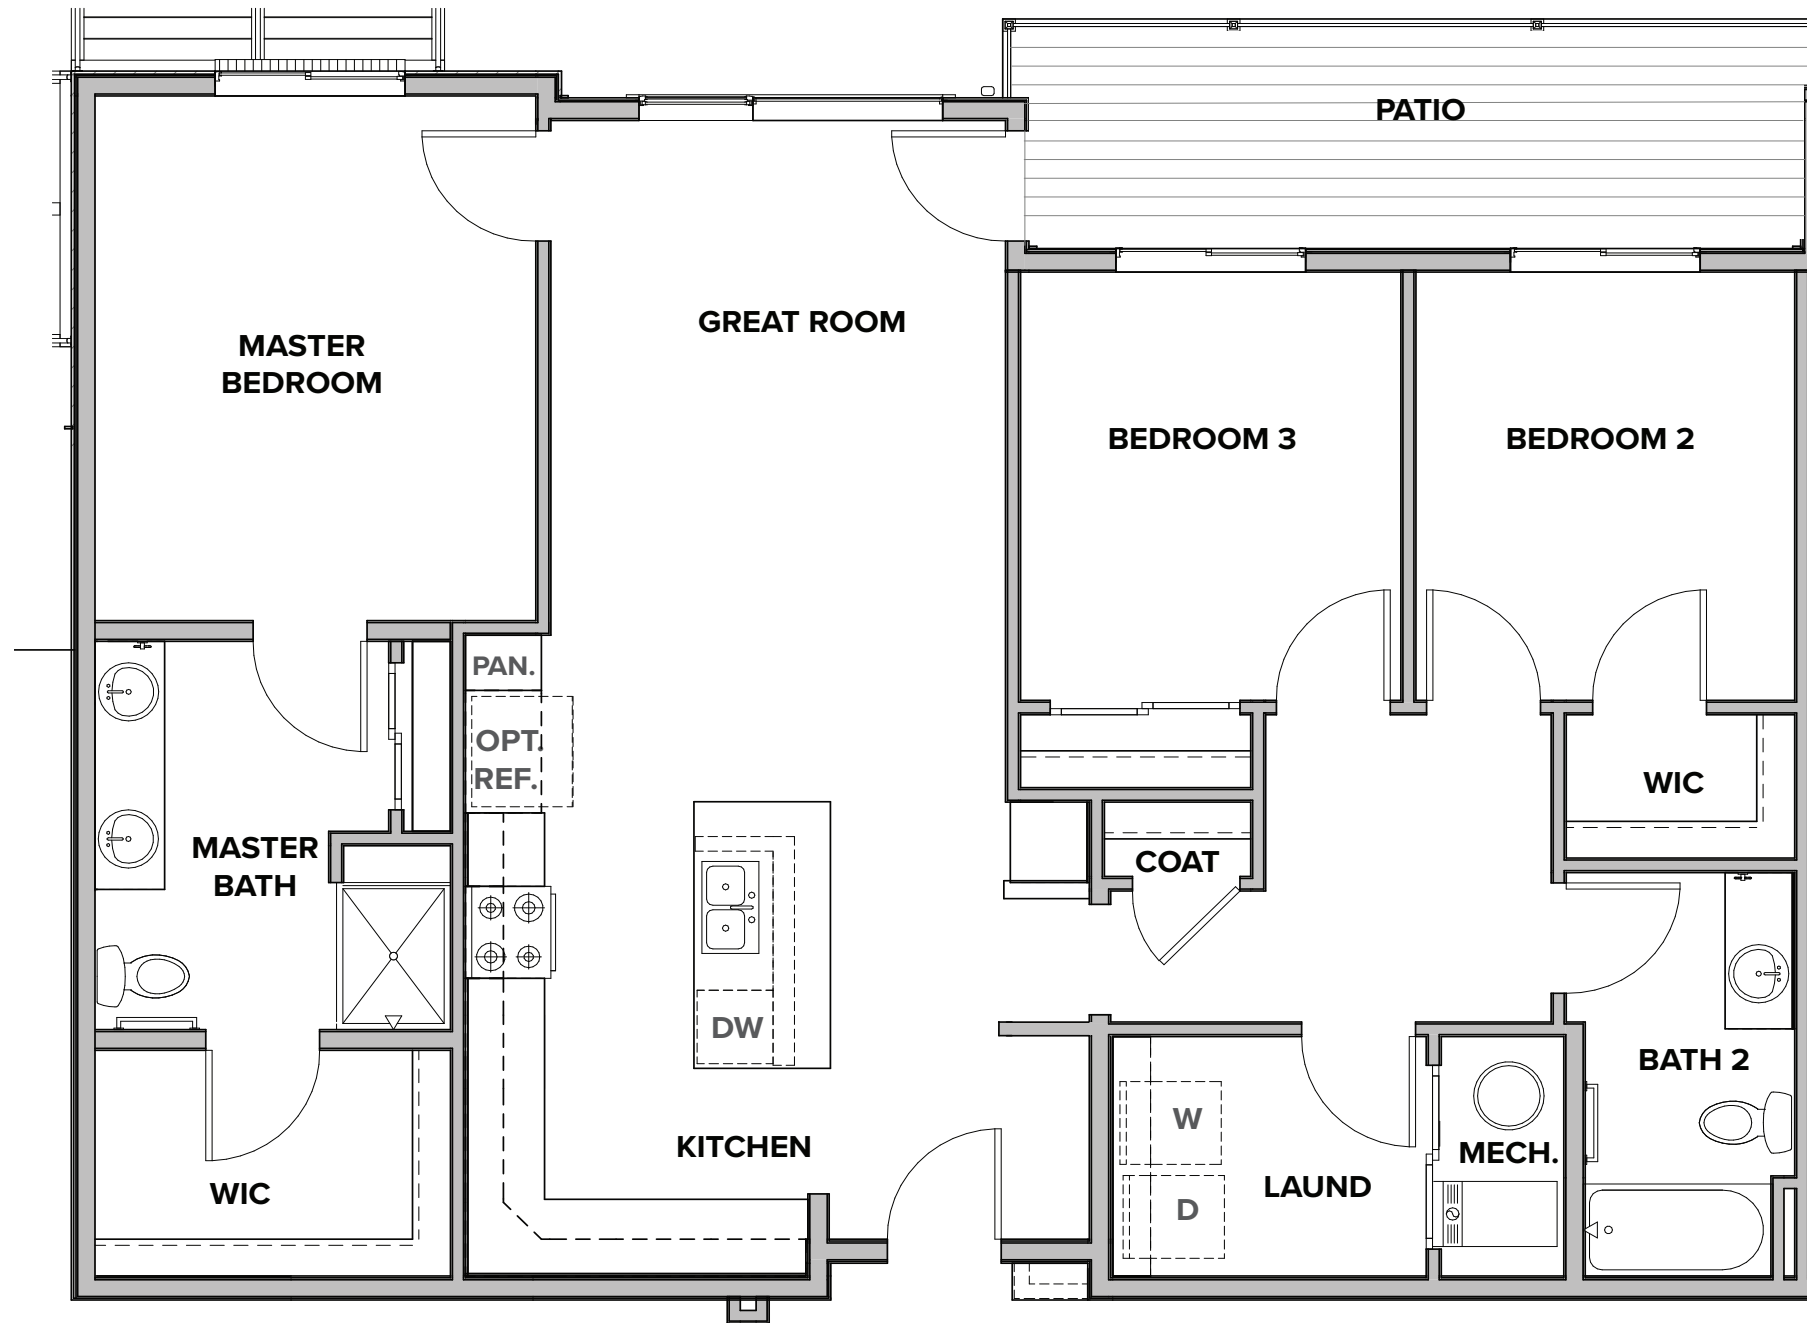 PATIO
GREAT ROOM
MASTER
BEDROOM
BEDROOM 3
BEDROOM 2
PAN.
OPT.
REF.
WIC
MASTER
BATH
COAT
DW
BATH 2
KITCHEN
W
MECH.
WIC
LAUND
D